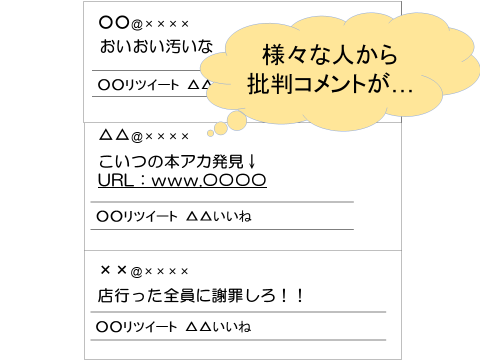 〇〇@××××
おいおい汚いな
〇〇リツイート △△
様々な人から
批判コメントが…
△△@××××
こいつの本アカ発見↓
URL：www.〇〇〇〇
〇〇リツイート △△いいね
××@××××
店行った全員に謝罪しろ！！
〇〇リツイート △△いいね